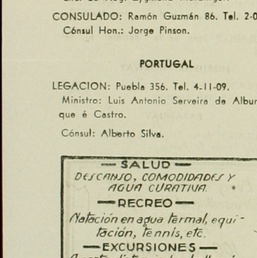 CONSULADO: Ramón Guzmán 86. Tel. 2-0
Cónsul Hon.: Jorge Pinson.
PORTUGAL
LEGACION: Puebla 356. Tel. 4-11-09.
Ministro: Luis Antonio Serveira de Albur
que é Castro.
Cónsul: Alberto Silva.
SALUD
DESCANSO, COMODIDADES Y
AGUA CURATIVA.
RECREO
Natación en agua termal, equi-
tación, tennis, etc.
EXCURSIONES